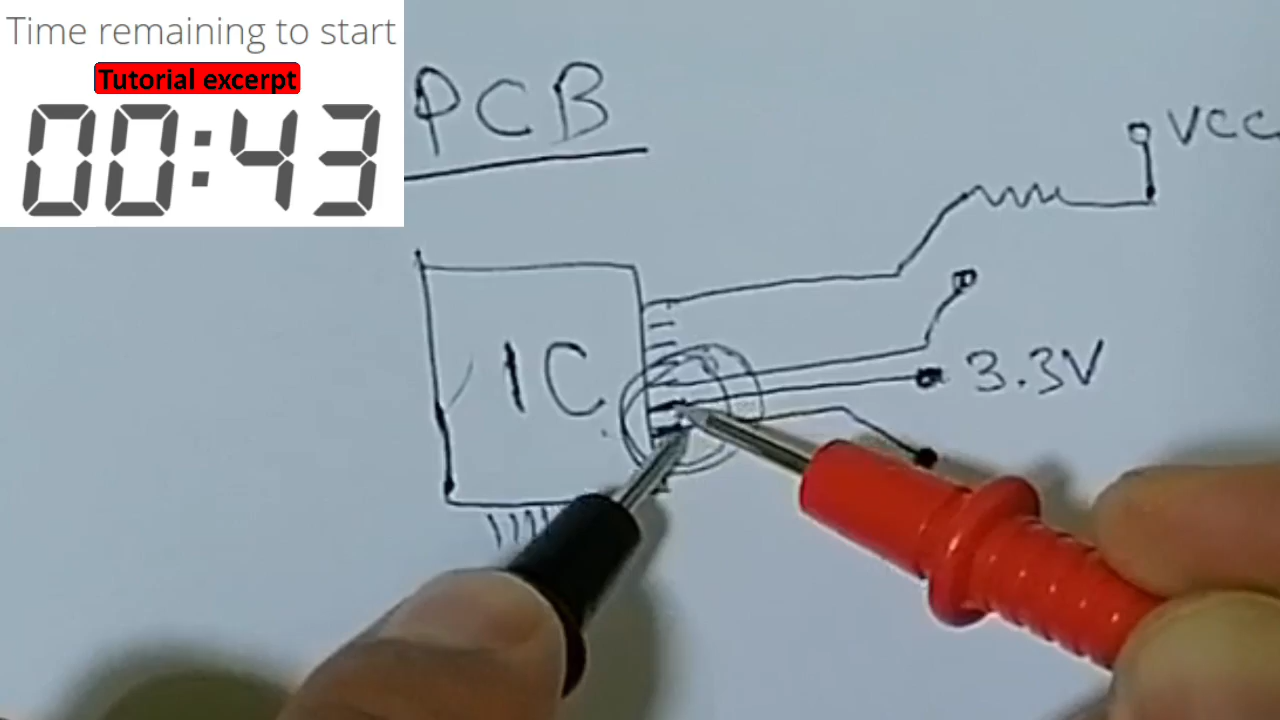 Time remaining to start
Tutorial excerpt
00:43
PCB
VCC
IC
3.3V